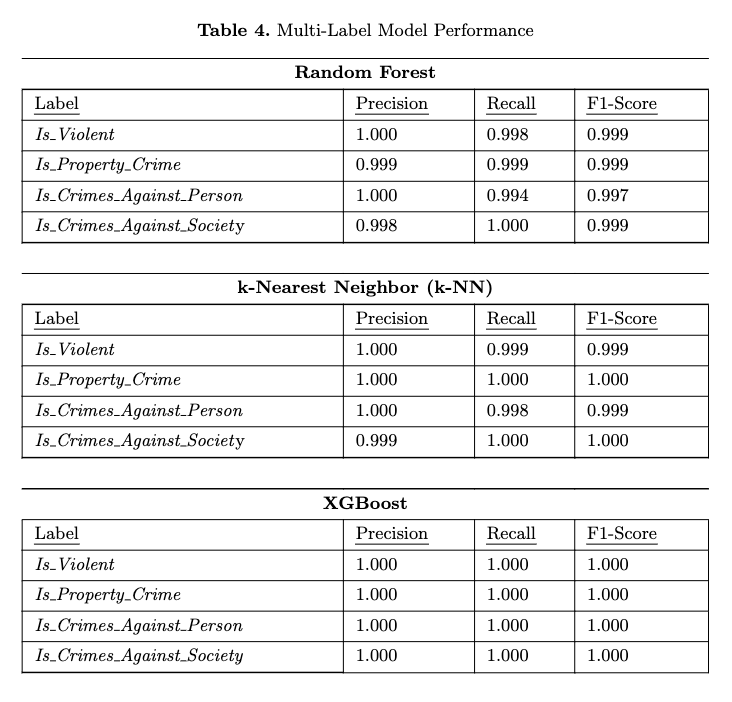 Table 4. Multi-Label Model Performance
Random Forest
Label Precision Recall F1-Score
Is_Violent 1.000 0.998 0.999
Is_Property_Crime 0.999 0.999 0.999
Is_Crimes_Against_Person 1.000 0.994 0.997
Is_Crimes_Against_Society 0.998 1.000 0.999
k-Nearest Neighbor (k-NN)
Label Precision Recall F1-Score
Is_Violent 1.000 0.999 0.999
Is_Property_Crime 1.000 1.000 1.000
Is_Crimes_Against_Person 1.000 0.998 0.999
Is_Crimes_Against_Society 0.999 1.000 1.000
XGBoost
Label Precision Recall F1-Score
Is_Violent 1.000 1.000 1.000
Is_Property_Crime 1.000 1.000 1.000
Is_Crimes_Against_Person 1.000 1.000 1.000
Is_Crimes_Against_Society 1.000 1.000 1.000